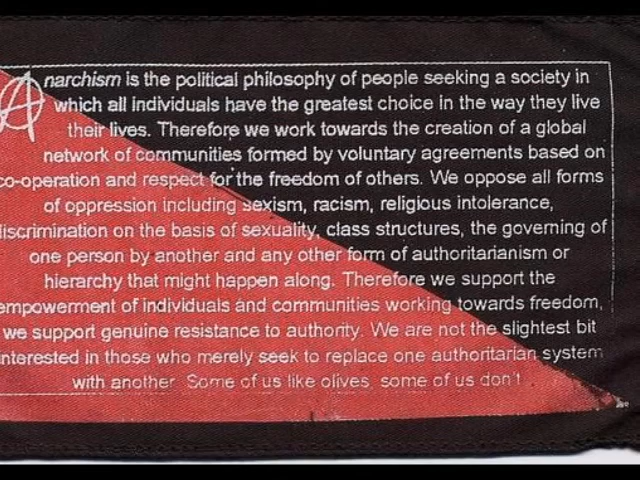 Anarchism is the political philosophy of people seeking a society in
which all individuals have the greatest choice in the way they live
their lives. Therefore we work towards the creation of a global
network of communities formed by voluntary agreements based on
co-operation and respect for the freedom of others. We oppose all forms
of oppression including sexism, racism, religious intolerance,
discrimination on the basis of sexuality, class structures, the governing of
one person by another and any other form of authoritarianism or
hierarchy that might happen along. Therefore we support the
empowerment of individuals and communities working towards freedom,
we support genuine resistance to authority. We are not the slightest bit
interested in those who merely seek to replace one authoritarian system
with another. Some of us like olives, some of us don't